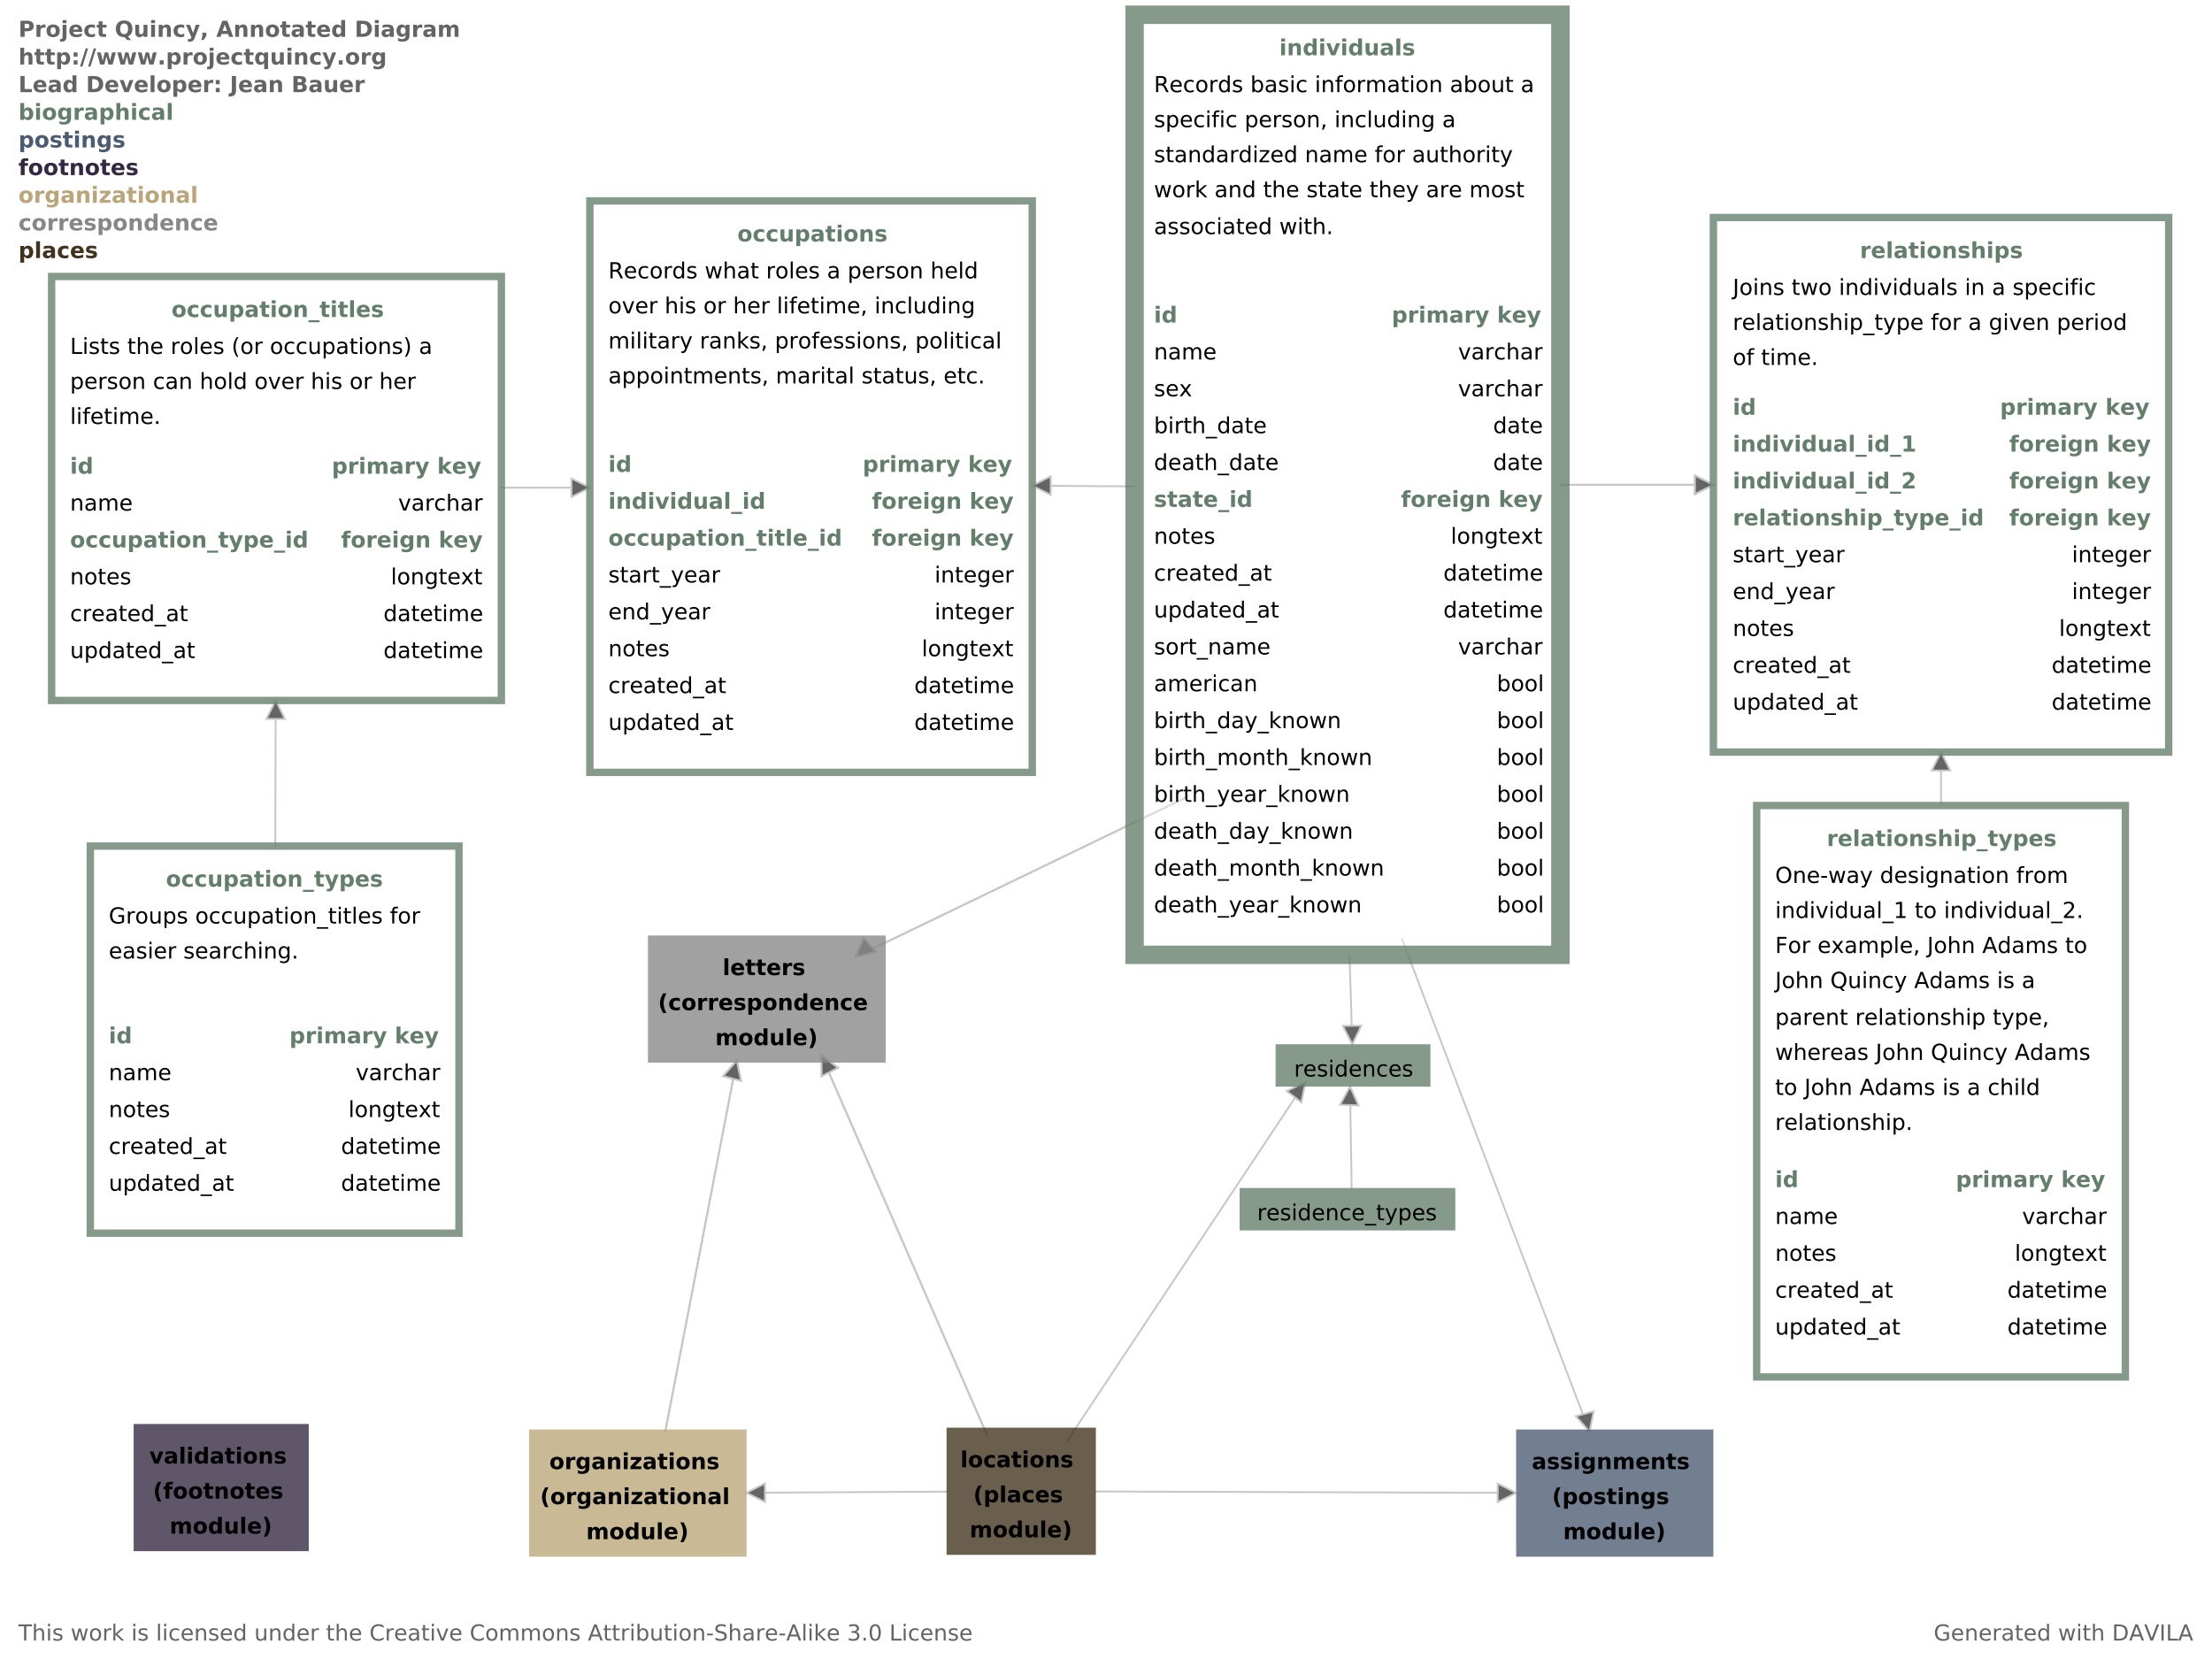 Project Quincy, Annotated Diagram
http://www.projectquincy.org
Lead Developer: Jean Bauer
biographical
postings
footnotes
organizational
correspondence
places
occupation_titles
Lists the roles (or occupations) a
person can hold over his or her
lifetime.
id primary key
name varchar
occupation_type_id foreign key
notes longtext
created_at datetime
updated_at datetime
occupation_types
Groups occupation_titles for
easier searching.
id primary key
name varchar
notes longtext
created_at datetime
updated_at datetime
occupations
Records what roles a person held
over his or her lifetime, including
military ranks, professions, political
appointments, marital status, etc.
id primary key
individual_id foreign key
occupation_title_id foreign key
start_year integer
end_year integer
notes longtext
created_at datetime
updated_at datetime
individuals
Records basic information about a
specific person, including a
standardized name for authority
work and the state they are most
associated with.
id primary key
name varchar
sex varchar
birth_date date
death_date date
state_id foreign key
notes longtext
created_at datetime
updated_at datetime
sort_name varchar
american bool
birth_day_known bool
birth_month_known bool
birth_year_known bool
death_day_known bool
death_month_known bool
death_year_known bool
relationships
Joins two individuals in a specific
relationship_type for a given period
of time.
id primary key
individual_id_1 foreign key
individual_id_2 foreign key
relationship_type_id foreign key
start_year integer
end_year integer
notes longtext
created_at datetime
updated_at datetime
relationship_types
One-way designation from
individual_1 to individual_2.
For example, John Adams to
John Quincy Adams is a
parent relationship type,
whereas John Quincy Adams
to John Adams is a child
relationship.
id primary key
name varchar
notes longtext
created_at datetime
updated_at datetime
letters
(correspondence
module)
residences
residence_types
validations
(footnotes
module)
organizations
(organizational
module)
locations
(places
module)
assignments
(postings
module)
This work is licensed under the Creative Commons Attribution-Share-Alike 3.0 License
Generated with DAVILA